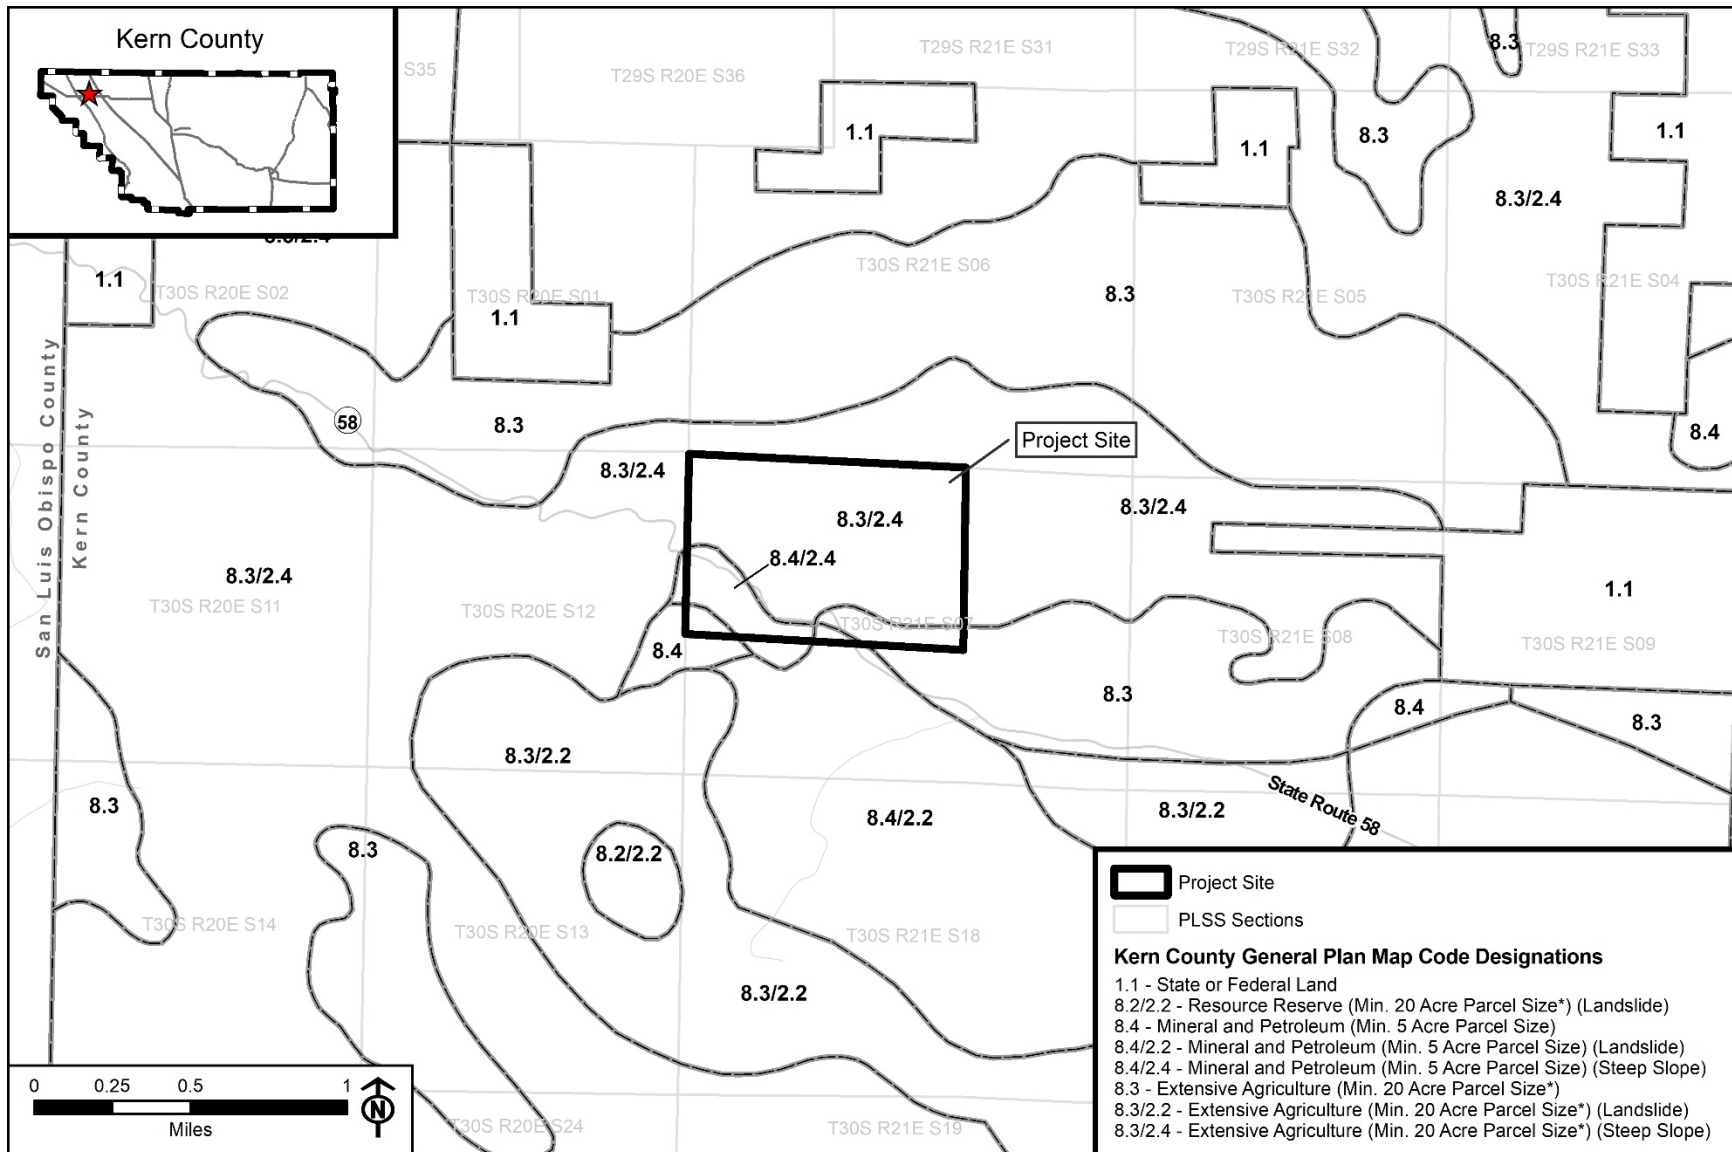 Kern County
S35
T29S R20E S36
T29S R21E S31
T29S R21E S32
8.3
T29S R21E S33
1.1
1.1
8.3
1.1
8.3/2.4
8.3/2.4
1.1
T30S R20E S02
T30S R20E S01
1.1
T30S R21E S06
8.3
T30S R21E S05
T30S R21E S04
San Luis Obispo County
Kern County
58
8.3
Project Site
8.4
8.3/2.4
8.3/2.4
8.3/2.4
8.4/2.4
8.3/2.4
T30S R20E S11
T30S R20E S12
T30S R21E S07
T30S R21E S08
1.1
T30S R21E S09
8.4
8.3
8.4
8.3
8.3/2.2
8.3
8.4/2.2
8.3/2.2
State Route 58
8.3
8.2/2.2
T30S R20E S14
T30S R20E S13
T30S R21E S18
8.3/2.2
T30S R20E S24
T30S R21E S19
0 0.25 0.5 1
Miles
N
Project Site
PLSS Sections
Kern County General Plan Map Code Designations
1.1 - State or Federal Land
8.2/2.2 - Resource Reserve (Min. 20 Acre Parcel Size*) (Landslide)
8.4 - Mineral and Petroleum (Min. 5 Acre Parcel Size)
8.4/2.2 - Mineral and Petroleum (Min. 5 Acre Parcel Size) (Landslide)
8.4/2.4 - Mineral and Petroleum (Min. 5 Acre Parcel Size) (Steep Slope)
8.3 - Extensive Agriculture (Min. 20 Acre Parcel Size*)
8.3/2.2 - Extensive Agriculture (Min. 20 Acre Parcel Size*) (Landslide)
8.3/2.4 - Extensive Agriculture (Min. 20 Acre Parcel Size*) (Steep Slope)